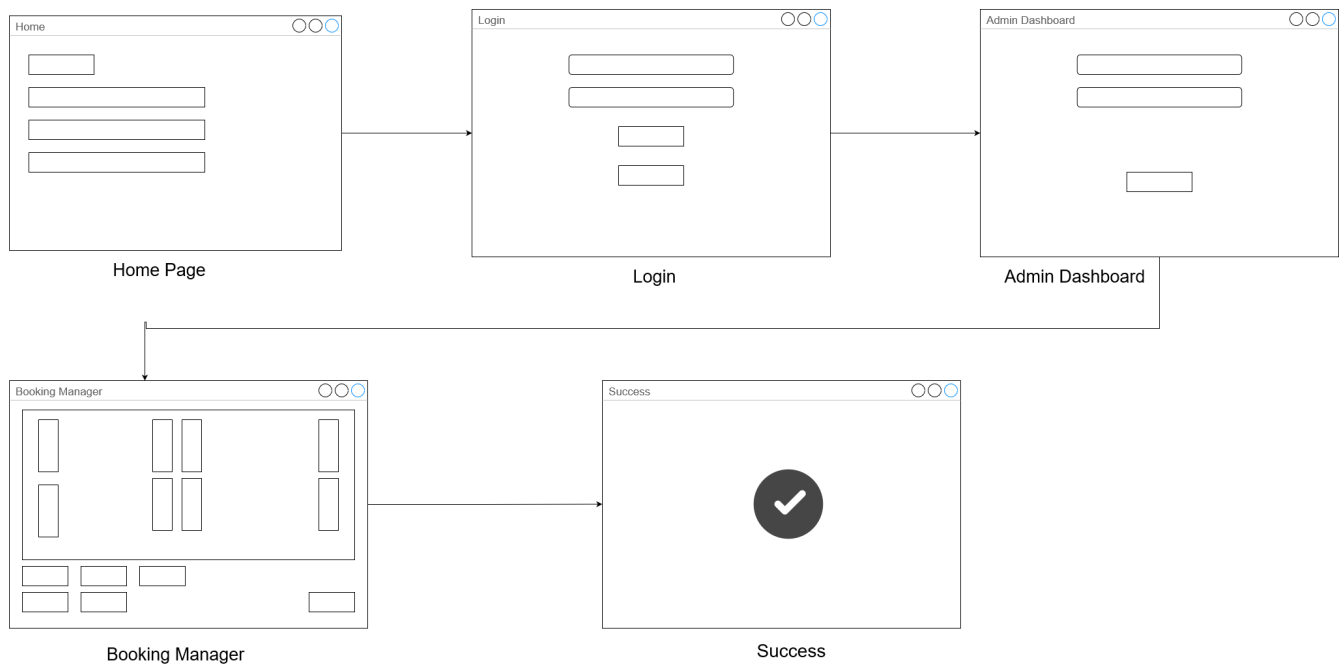 Home
Login
Admin Dashboard
Home Page
Login
Admin Dashboard
Booking Manager
Success
Booking Manager
Success